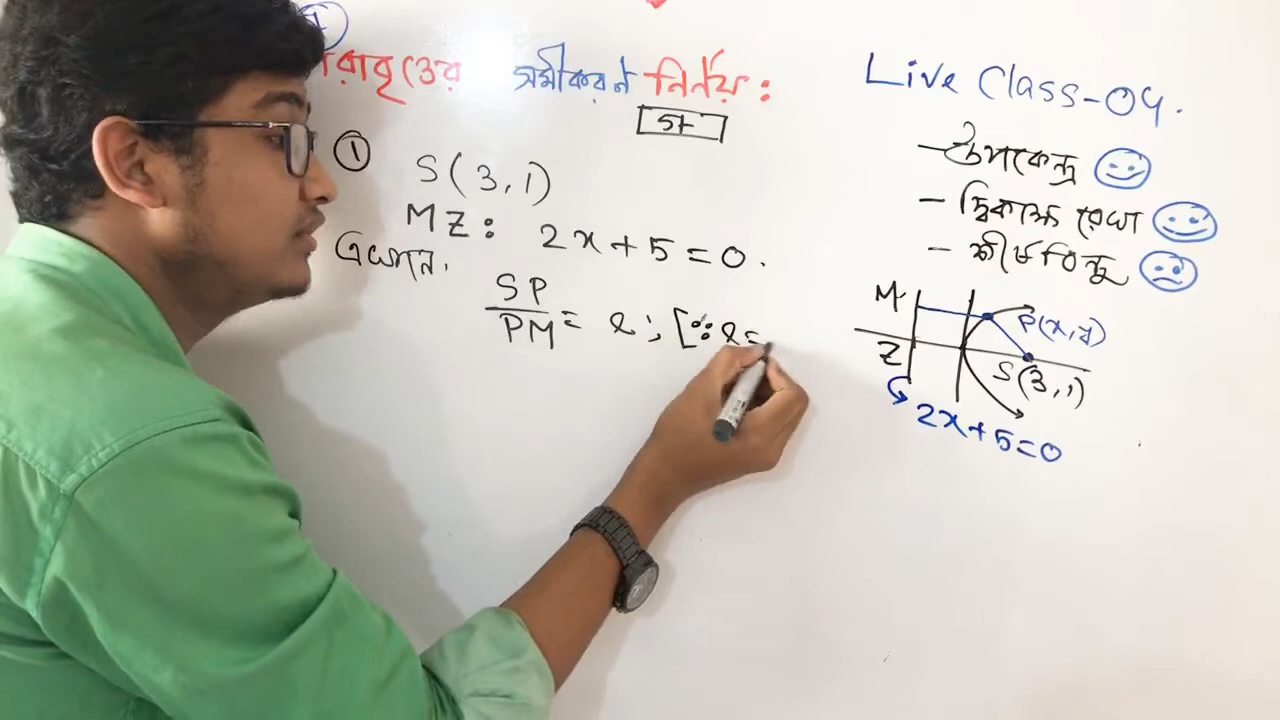 রাবৃত্তের সমীকরণ নির্ণয়:
5+
① S(3,1)
MZ: 2x+5=0.
এখানে,
SP/PM = e; [∵ e=
Live Class-04.
- উপকেন্দ্র
- দ্বিকাক্ষ রেখা
- শীর্ষবিন্দু
M
P(x,y)
Z
S(3,1)
2x+5=0